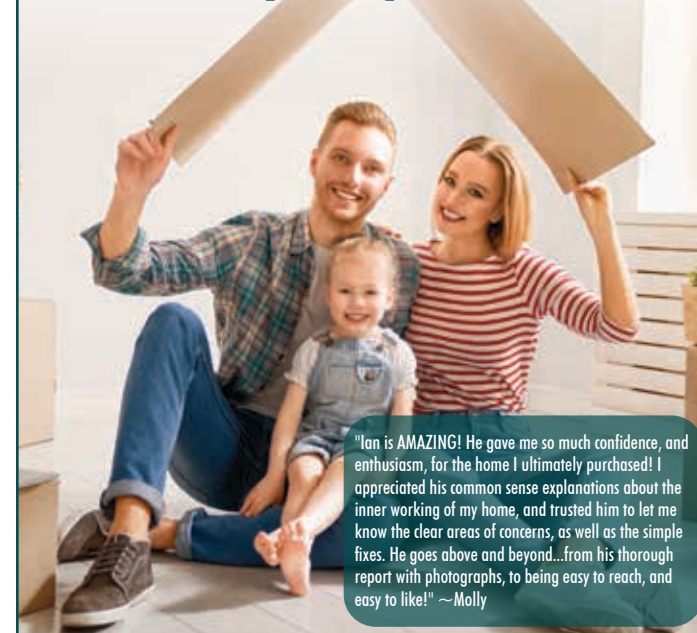 "Ian is AMAZING! He gave me so much confidence, and
enthusiasm, for the home I ultimately purchased! I
appreciated his common sense explanations about the
inner working of my home, and trusted him to let me
know the clear areas of concerns, as well as the simple
fixes. He goes above and beyond...from his thorough
report with photographs, to being easy to reach, and
easy to like!" ~Molly